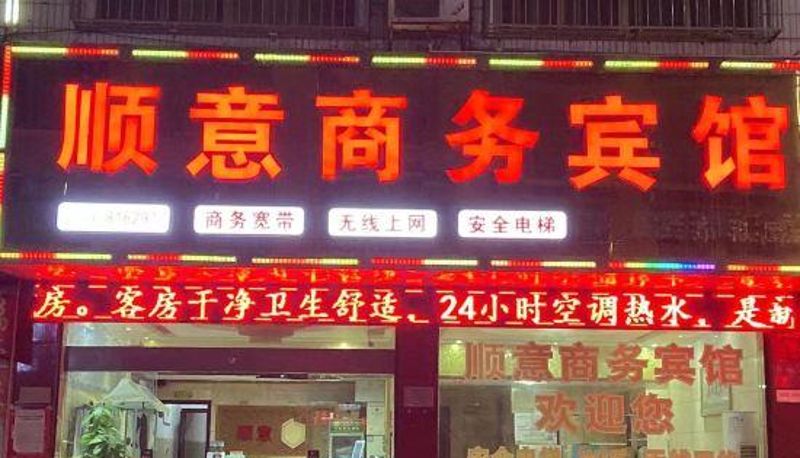 顺意商务宾馆
商务宽带 无线上网 安全电梯
房。客房干净卫生舒适、24小时空调热水，是
顺意商务宾馆
欢迎您
顺意